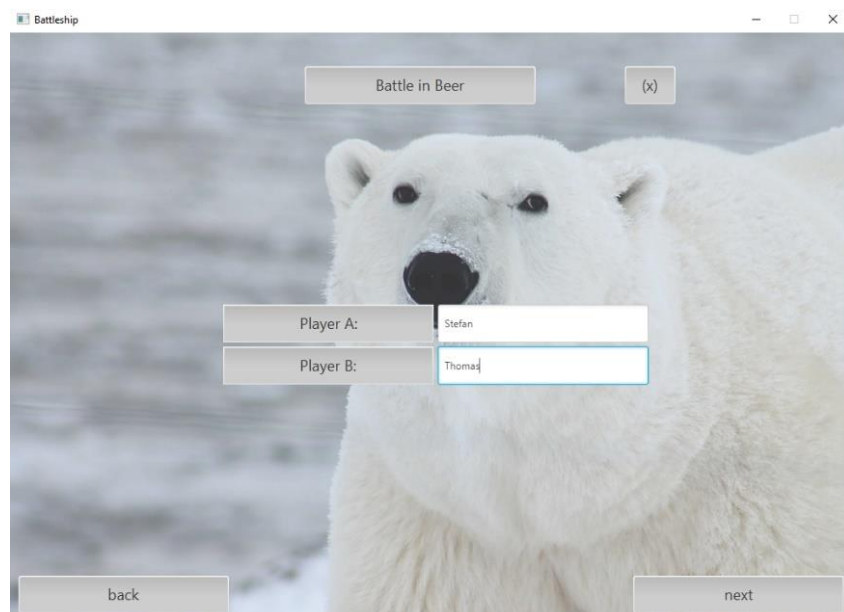 Battleship
Battle in Beer (x)
Player A: Stefan
Player B: Thomas
back next